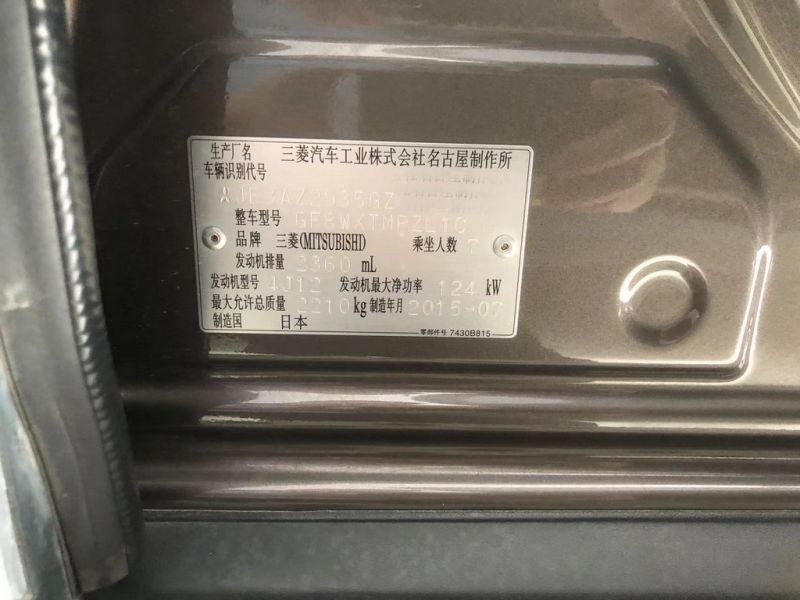 生产厂名 三菱汽车工业株式会社名古屋制作所
车辆识别代号
整车型号 GF8WXTMPZL1C
品牌 三菱(MITSUBISHI) 乘坐人数 7
发动机排量 2360 mL
发动机型号 4J12 发动机最大净功率 124 kW
最大允许总质量 2210 kg 制造年月 2015-07
制造国 日本
零部件号 7430B815